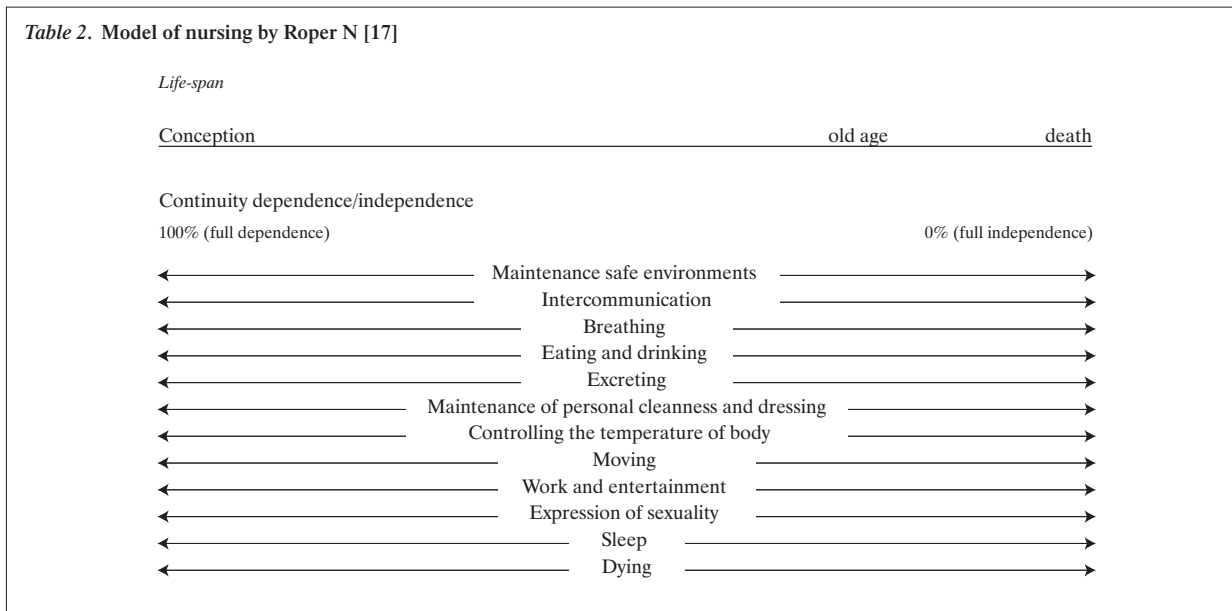 Table 2. Model of nursing by Roper N [17]
Life-span
Conception old age death
Continuity dependence/independence
100% (full dependence) 0% (full independence)
Maintenance safe environments
Intercommunication
Breathing
Eating and drinking
Excreting
Maintenance of personal cleanness and dressing
Controlling the temperature of body
Moving
Work and entertainment
Expression of sexuality
Sleep
Dying